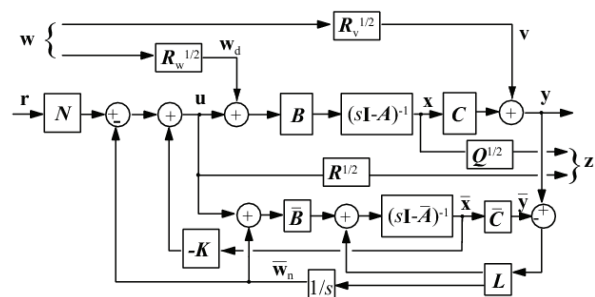 w
R_v^{1/2}
v
R_w^{1/2}
w_d
r
N
-
+
u
+
B
(sI-A)^{-1}
x
C
+
y
Q^{1/2}
R^{1/2}
z
+
B̄
+
(sI-Ā)^{-1}
x̄
C̄
ȳ
+
-
-K
w̄_n
1/s
L